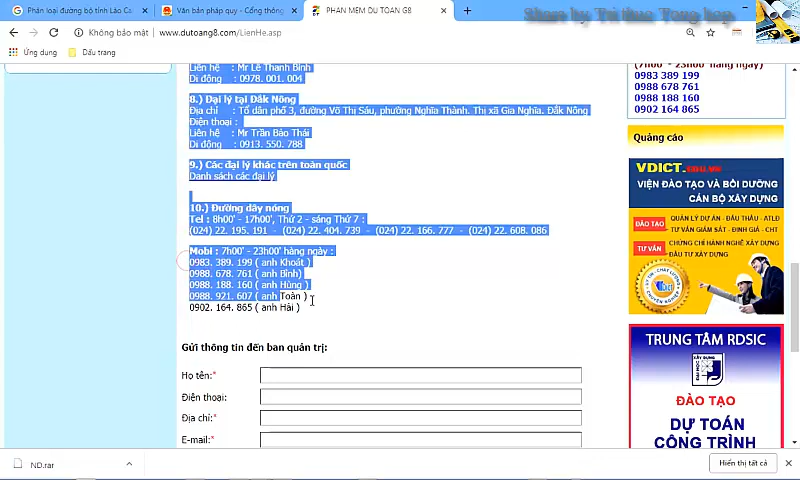 Phân loại đường bộ tỉnh Lào Ca
Văn bản pháp quy - Cổng thông
PHẦN MỀM DỰ TOÁN G8
Share by Tri thuc Tong hop
Không bảo mật
www.dutoang8.com/LienHe.asp
Ứng dụng
Dấu trang
Liên hệ : Mr Lê Thanh Bình
Di động : 0978. 001. 004
8.) Đại lý tại Đắk Nông
Địa chỉ : Tổ dân phố 3, đường Võ Thị Sáu, phường Nghĩa Thành. Thị xã Gia Nghĩa. Đắk Nông
Điện thoại :
Liên hệ : Mr Trần Bảo Thái
Di động : 0913. 550. 788
9.) Các đại lý khác trên toàn quốc
Danh sách các đại lý
10.) Đường dây nóng
Tel : 8h00' - 17h00', Thứ 2 - sáng Thứ 7 :
(024) 22. 195. 191 - (024) 22. 404. 739 - (024) 22. 166. 777 - (024) 22. 608. 086
Mobi : 7h00' - 23h00' hàng ngày :
0983. 389. 199 ( anh Khoát )
0988. 678. 761 ( anh Bình)
0988. 188. 160 ( anh Hùng )
0988. 921. 607 ( anh Toàn )
0902. 164. 865 ( anh Hải )
Gửi thông tin đến ban quản trị:
Họ tên:*
Điện thoại:
Địa chỉ:*
E-mail:*
(7h00' - 23h00' hàng ngày)
0983 389 199
0988 678 761
0988 188 160
0902 164 865
Quảng cáo
VDICT.EDU.VN
VIỆN ĐÀO TẠO VÀ BỒI DƯỠNG
CÁN BỘ XÂY DỰNG
ĐÀO TẠO
QUẢN LÝ DỰ ÁN - ĐẤU THẦU - ATLĐ
TƯ VẤN GIÁM SÁT - ĐỊNH GIÁ - CHT
TƯ VẤN
CHỨNG CHỈ HÀNH NGHỀ XÂY DỰNG
ĐẦU TƯ XÂY DỰNG
CHẤT LƯỢNG
TRUNG TÂM RDSIC
XÂY DỰNG
ĐÀO TẠO
DỰ TOÁN
CÔNG TRÌNH
ND.rar
Hiển thị tất cả